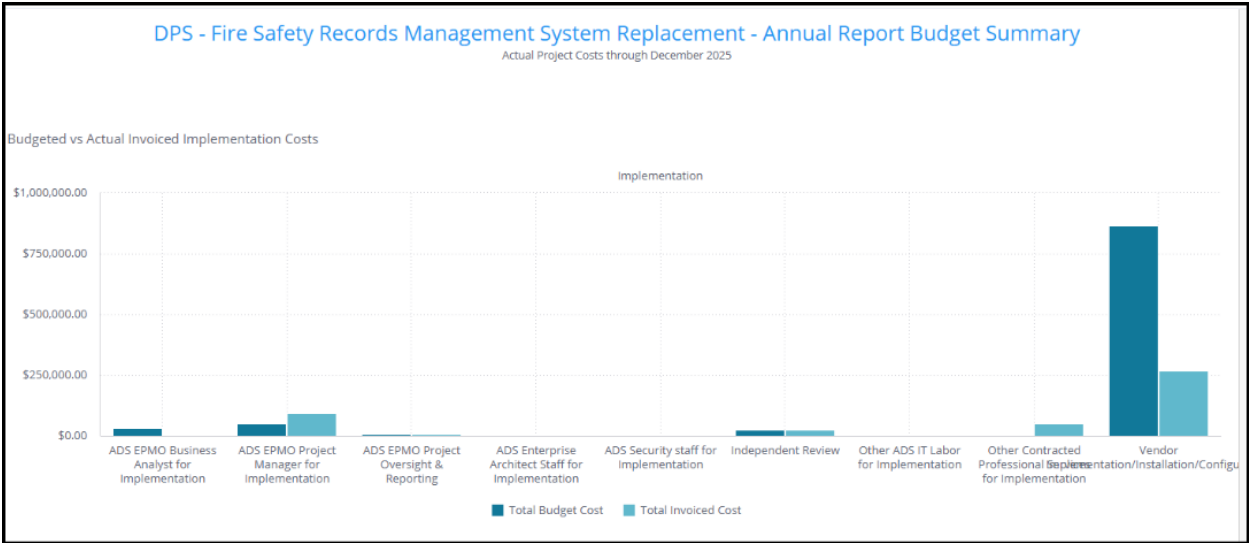 DPS - Fire Safety Records Management System Replacement - Annual Report Budget Summary
Actual Project Costs through December 2025
Budgeted vs Actual Invoiced Implementation Costs
Implementation
$1,000,000.00
$750,000.00
$500,000.00
$250,000.00
$0.00
ADS EPMO Business
Analyst for
Implementation
ADS EPMO Project
Manager for
Implementation
ADS EPMO Project
Oversight &
Reporting
ADS Enterprise
Architect Staff for
Implementation
ADS Security staff for
Implementation
Independent Review
Other ADS IT Labor
for Implementation
Other Contracted
Professional
for Implementation
Vendor
Implementation/Installation/Configu
Total Budget Cost
Total Invoiced Cost